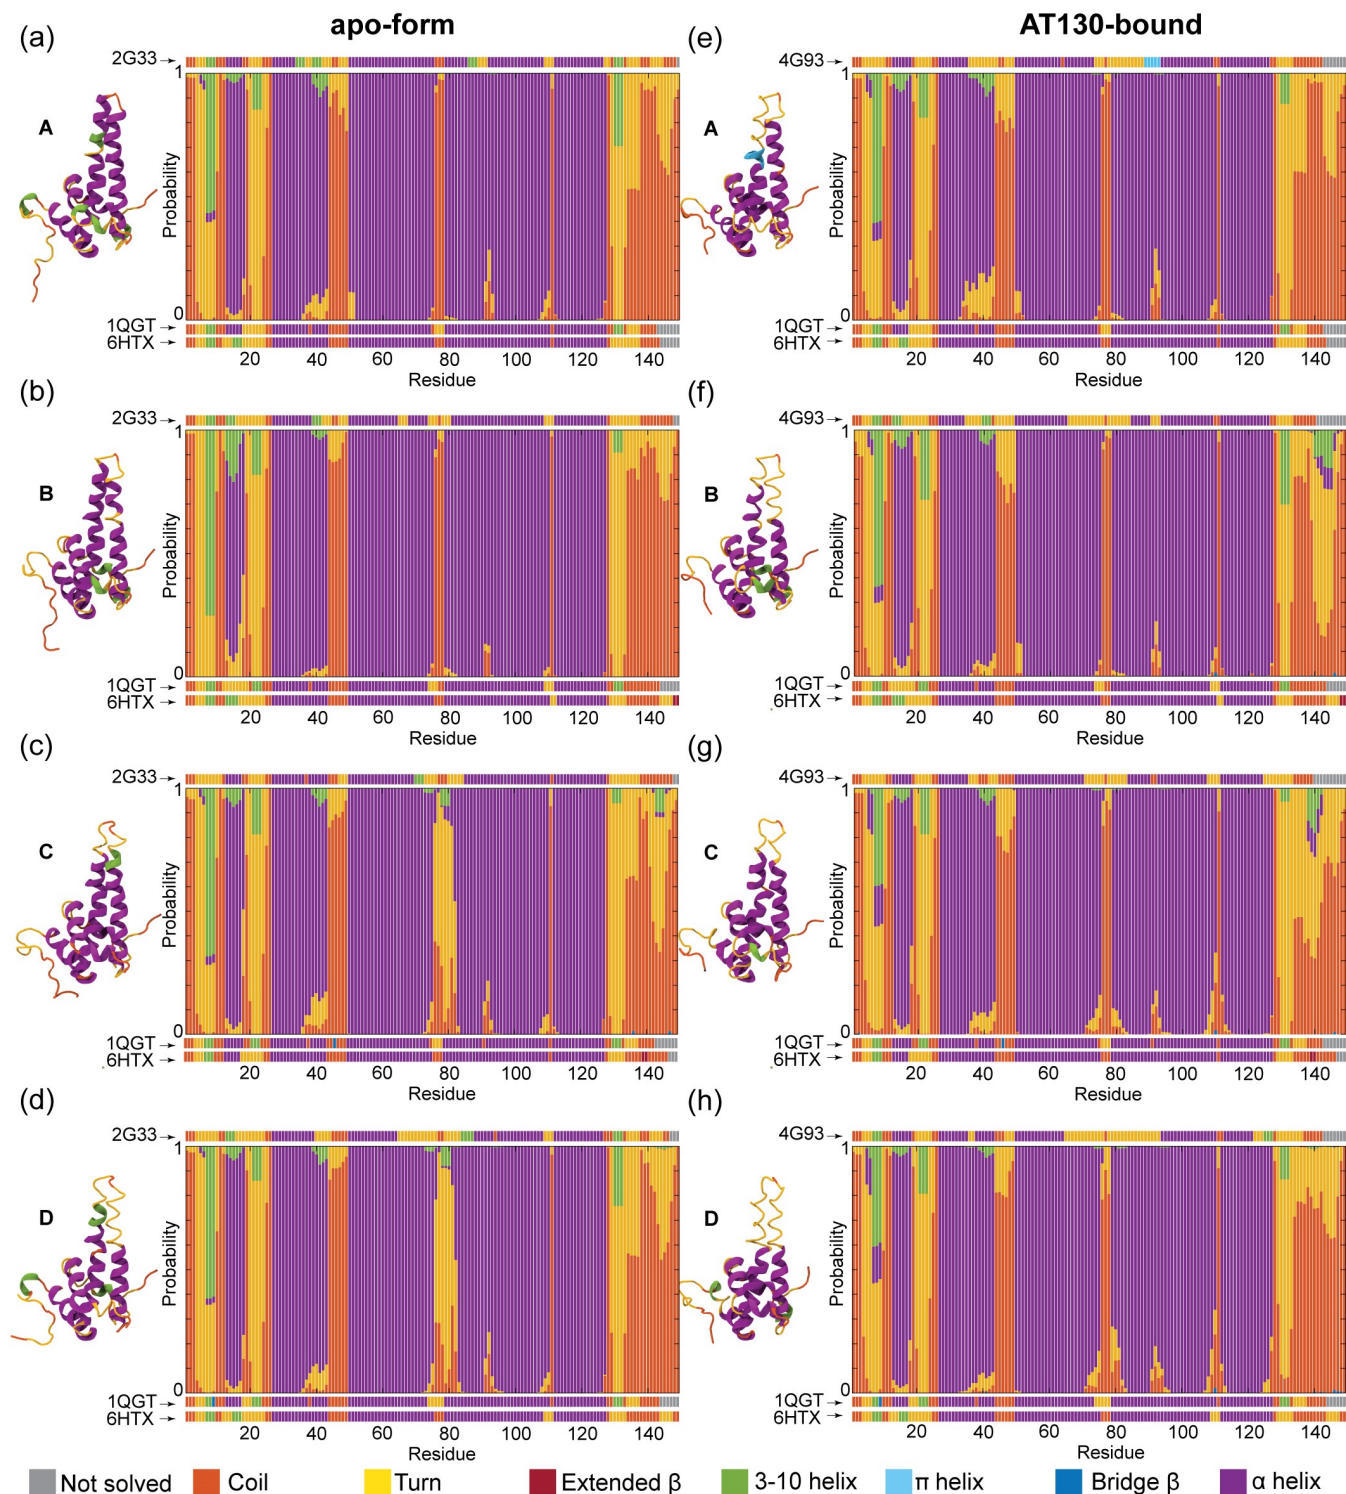 apo-form AT130-bound
(a) 2G33 (e) 4G93
1 1
A Probability A Probability
0 0
1QGT 1QGT
6HTX 6HTX
20 40 60 80 100 120 140 20 40 60 80 100 120 140
Residue Residue
(b) 2G33 (f) 4G93
1 1
B Probability B Probability
0 0
1QGT 1QGT
6HTX 6HTX
20 40 60 80 100 120 140 20 40 60 80 100 120 140
Residue Residue
(c) 2G33 (g) 4G93
1 1
C Probability C Probability
0 0
1QGT 1QGT
6HTX 6HTX
20 40 60 80 100 120 140 20 40 60 80 100 120 140
Residue Residue
(d) 2G33 (h) 4G93
1 1
D Probability D Probability
0 0
1QGT 1QGT
6HTX 6HTX
20 40 60 80 100 120 140 20 40 60 80 100 120 140
Residue Residue
Not solved Coil Turn Extended β 3-10 helix π helix Bridge β α helix